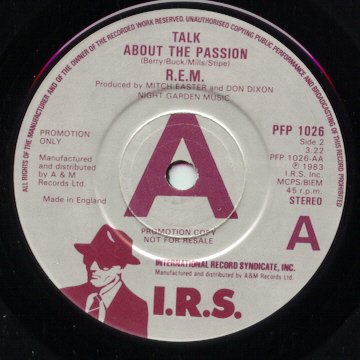 ALL RIGHTS OF THE MANUFACTURER AND OF THE OWNER OF THE RECORDED WORK RESERVED. UNAUTHORISED COPYING PUBLIC PERFORMANCE AND BROADCASTING OF THIS RECORD PROHIBITED
TALK
ABOUT THE PASSION
(Berry/Buck/Mills/Stipe)
R.E.M.
Produced by MITCH EASTER and DON DIXON
NIGHT GARDEN MUSIC
PROMOTION
ONLY
Manufactured
and distributed
by A & M
Records Ltd.
Made in England
A
PFP 1026
Side 2
3.22
PFP 1026-AA
℗ 1983
I.R.S. Inc.
MCPS/BIEM
45 r.p.m.
STEREO
A
PROMOTION COPY
NOT FOR RESALE
INTERNATIONAL RECORD SYNDICATE, INC.
Manufactured and distributed by A&M Records Ltd
I.R.S.